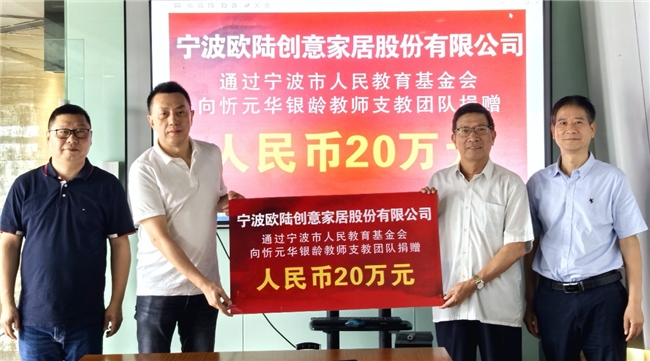 宁波欧陆创意家居股份有限公司
通过宁波市人民教育基金会
向忻元华银龄教师支教团队捐赠
人民币20万元
宁波欧陆创意家居股份有限公司
通过宁波市人民教育基金会
向忻元华银龄教师支教团队捐赠
人民币20万元